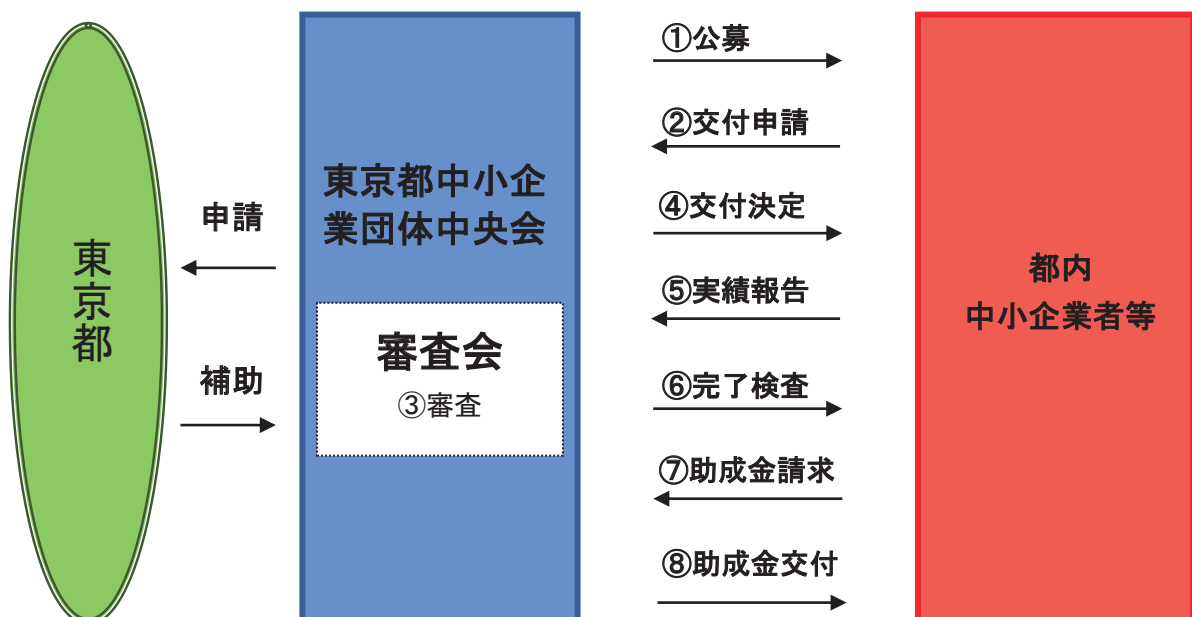 東京都
申請
補助
東京都中小企
業団体中央会
審査会
③審査
①公募
②交付申請
④交付決定
⑤実績報告
⑥完了検査
⑦助成金請求
⑧助成金交付
都内
中小企業者等